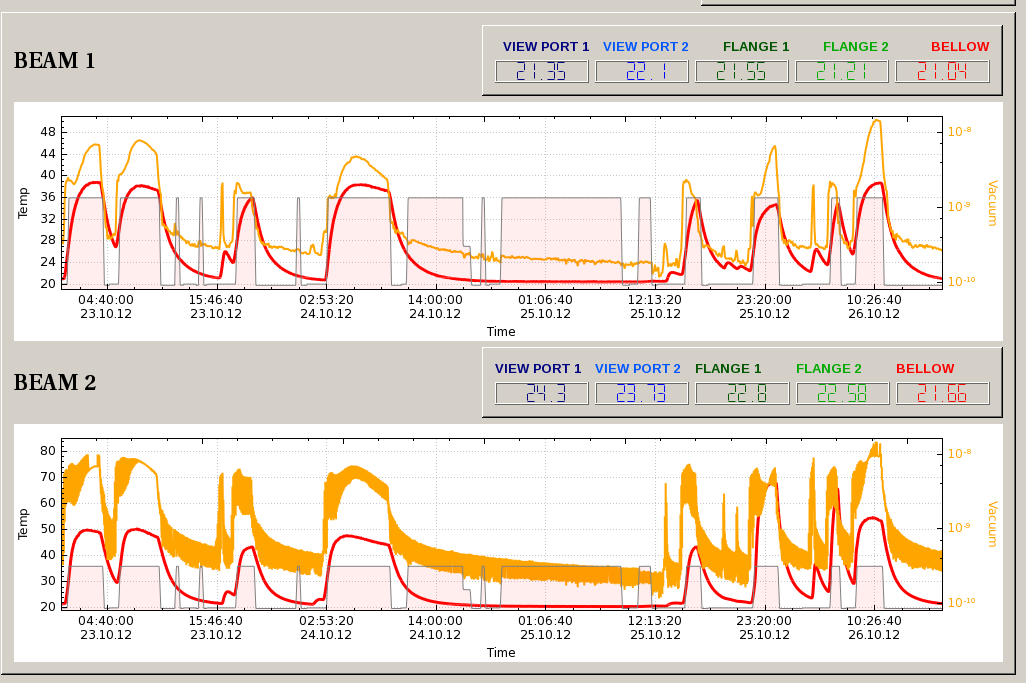 VIEW PORT 1 VIEW PORT 2 FLANGE 1 FLANGE 2 BELLOW
BEAM 1
21.35 22.1 21.55 21.21 21.04
48
44
40
36
32
28
24
20
Temp
10-8
10-9
10-10
Vacuum
04:40:00 15:46:40 02:53:20 14:00:00 01:06:40 12:13:20 23:20:00 10:26:40
23.10.12 23.10.12 24.10.12 24.10.12 25.10.12 25.10.12 25.10.12 26.10.12
Time
VIEW PORT 1 VIEW PORT 2 FLANGE 1 FLANGE 2 BELLOW
BEAM 2
24.3 23.73 22.8 22.58 21.66
80
70
60
50
40
30
20
Temp
10-8
10-9
10-10
Vacuum
04:40:00 15:46:40 02:53:20 14:00:00 01:06:40 12:13:20 23:20:00 10:26:40
23.10.12 23.10.12 24.10.12 24.10.12 25.10.12 25.10.12 25.10.12 26.10.12
Time